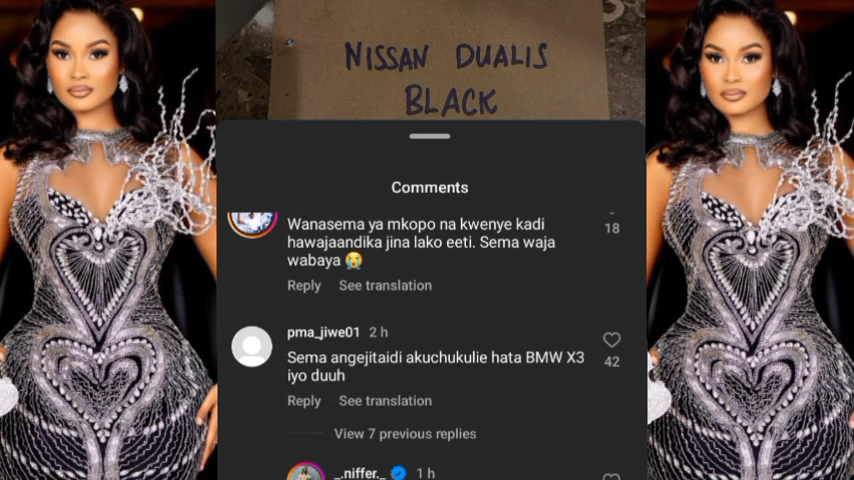 NISSAN DUALIS
BLACK
Comments
Wanasema ya mkopo na kwenye kadi
hawajaandika jina lako eeti. Sema waja
wabaya 😭
18
Reply See translation
pma_jiwe01 2 h
Sema angejitaidi akuchukulie hata BMW X3
iyo duuh
42
Reply See translation
View 7 previous replies
_.niffer._ 1 h